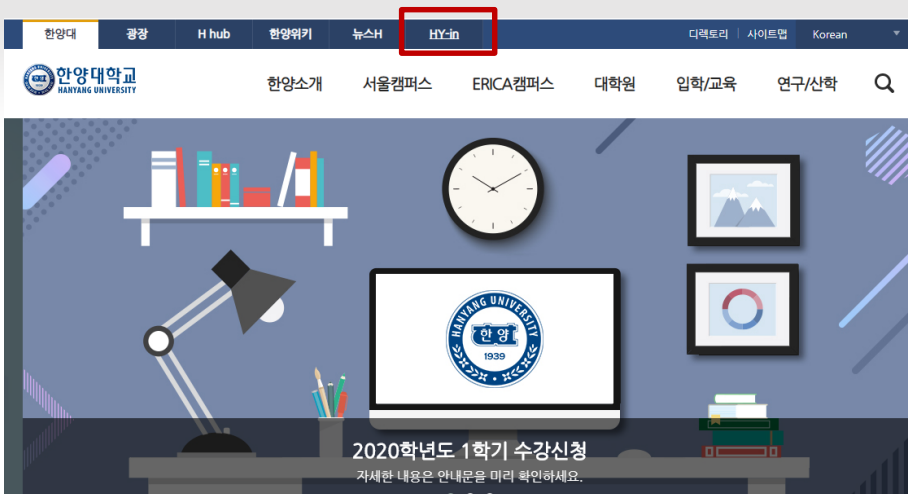 한양대 광장 H hub 한양위키 뉴스H HY-in 디렉토리 사이트맵 Korean
한양대학교
HANYANG UNIVERSITY
한양소개 서울캠퍼스 ERICA캠퍼스 대학원 입학/교육 연구/산학
HANYANG UNIVERSITY
한양
1939
2020학년도 1학기 수강신청
자세한 내용은 안내문을 미리 확인하세요.